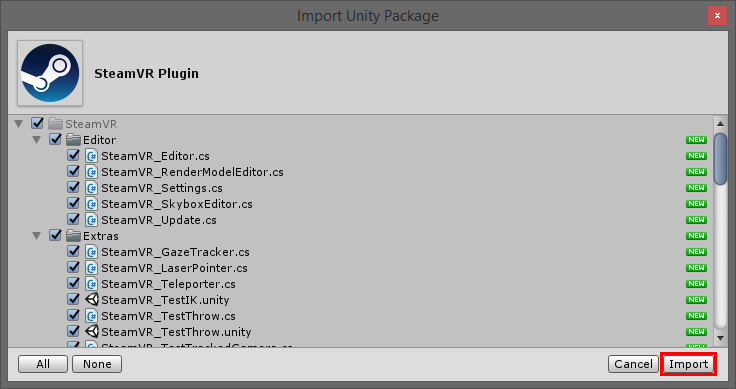 Import Unity Package
x
SteamVR Plugin
SteamVR
Editor NEW
C# SteamVR_Editor.cs NEW
C# SteamVR_RenderModelEditor.cs NEW
C# SteamVR_Settings.cs NEW
C# SteamVR_SkyboxEditor.cs NEW
C# SteamVR_Update.cs NEW
Extras NEW
C# SteamVR_GazeTracker.cs NEW
C# SteamVR_LaserPointer.cs NEW
C# SteamVR_Teleporter.cs NEW
SteamVR_TestIK.unity NEW
C# SteamVR_TestThrow.cs NEW
SteamVR_TestThrow.unity NEW
SteamVR_TestTrackedCamera.cs
All None Cancel Import